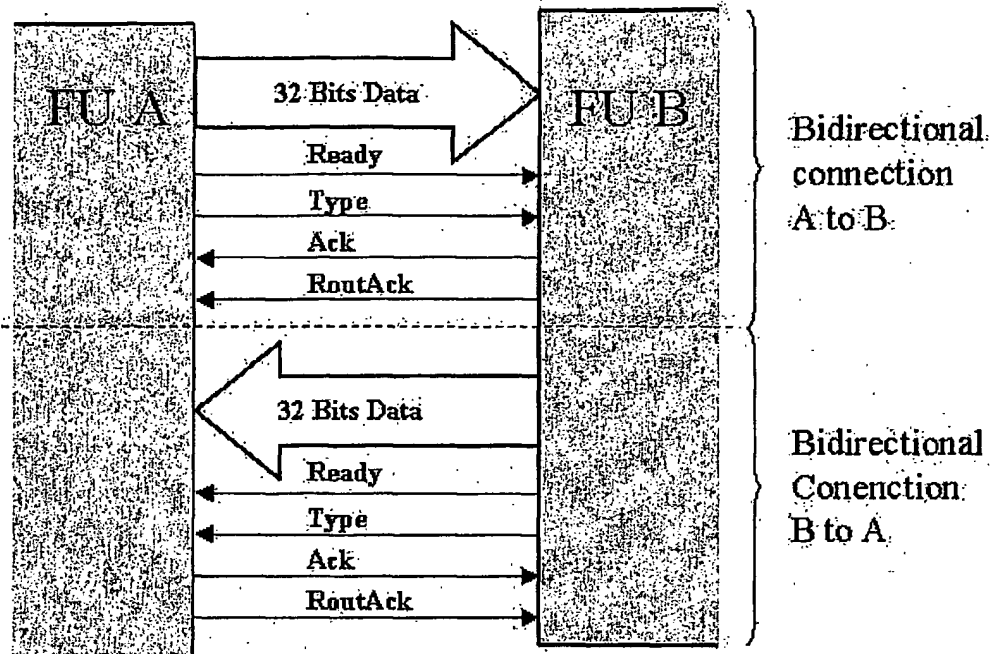 FU A
32 Bits Data
FU B
Ready
Type
Ack
RoutAck
Bidirectional
connection
A to B
32 Bits Data
Ready
Type
Ack
RoutAck
Bidirectional
Conenction
B to A